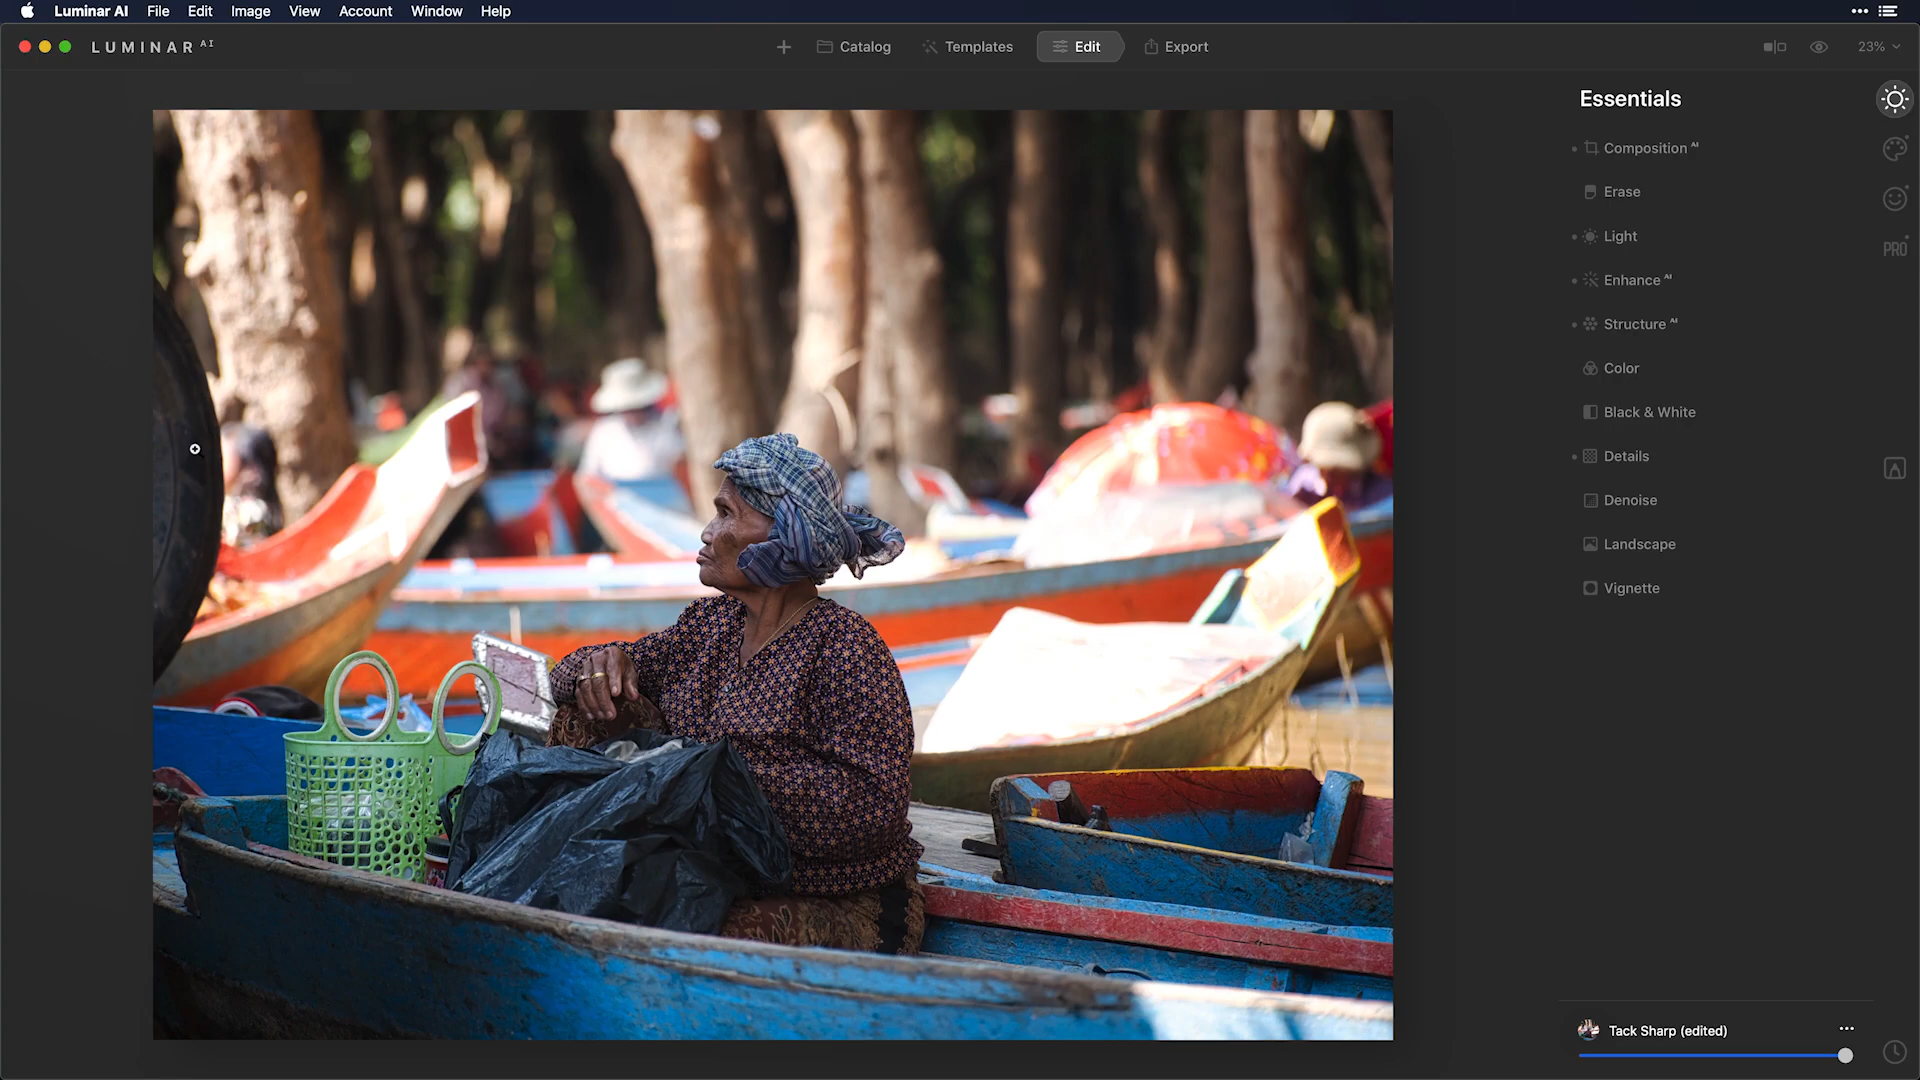 Luminar AI File Edit Image View Account Window Help
LUMINAR AI
Catalog Templates Edit Export
23%
Essentials
Composition AI
Erase
Light
Enhance AI
Structure AI
Color
Black & White
Details
Denoise
Landscape
Vignette
PRO
Tack Sharp (edited)